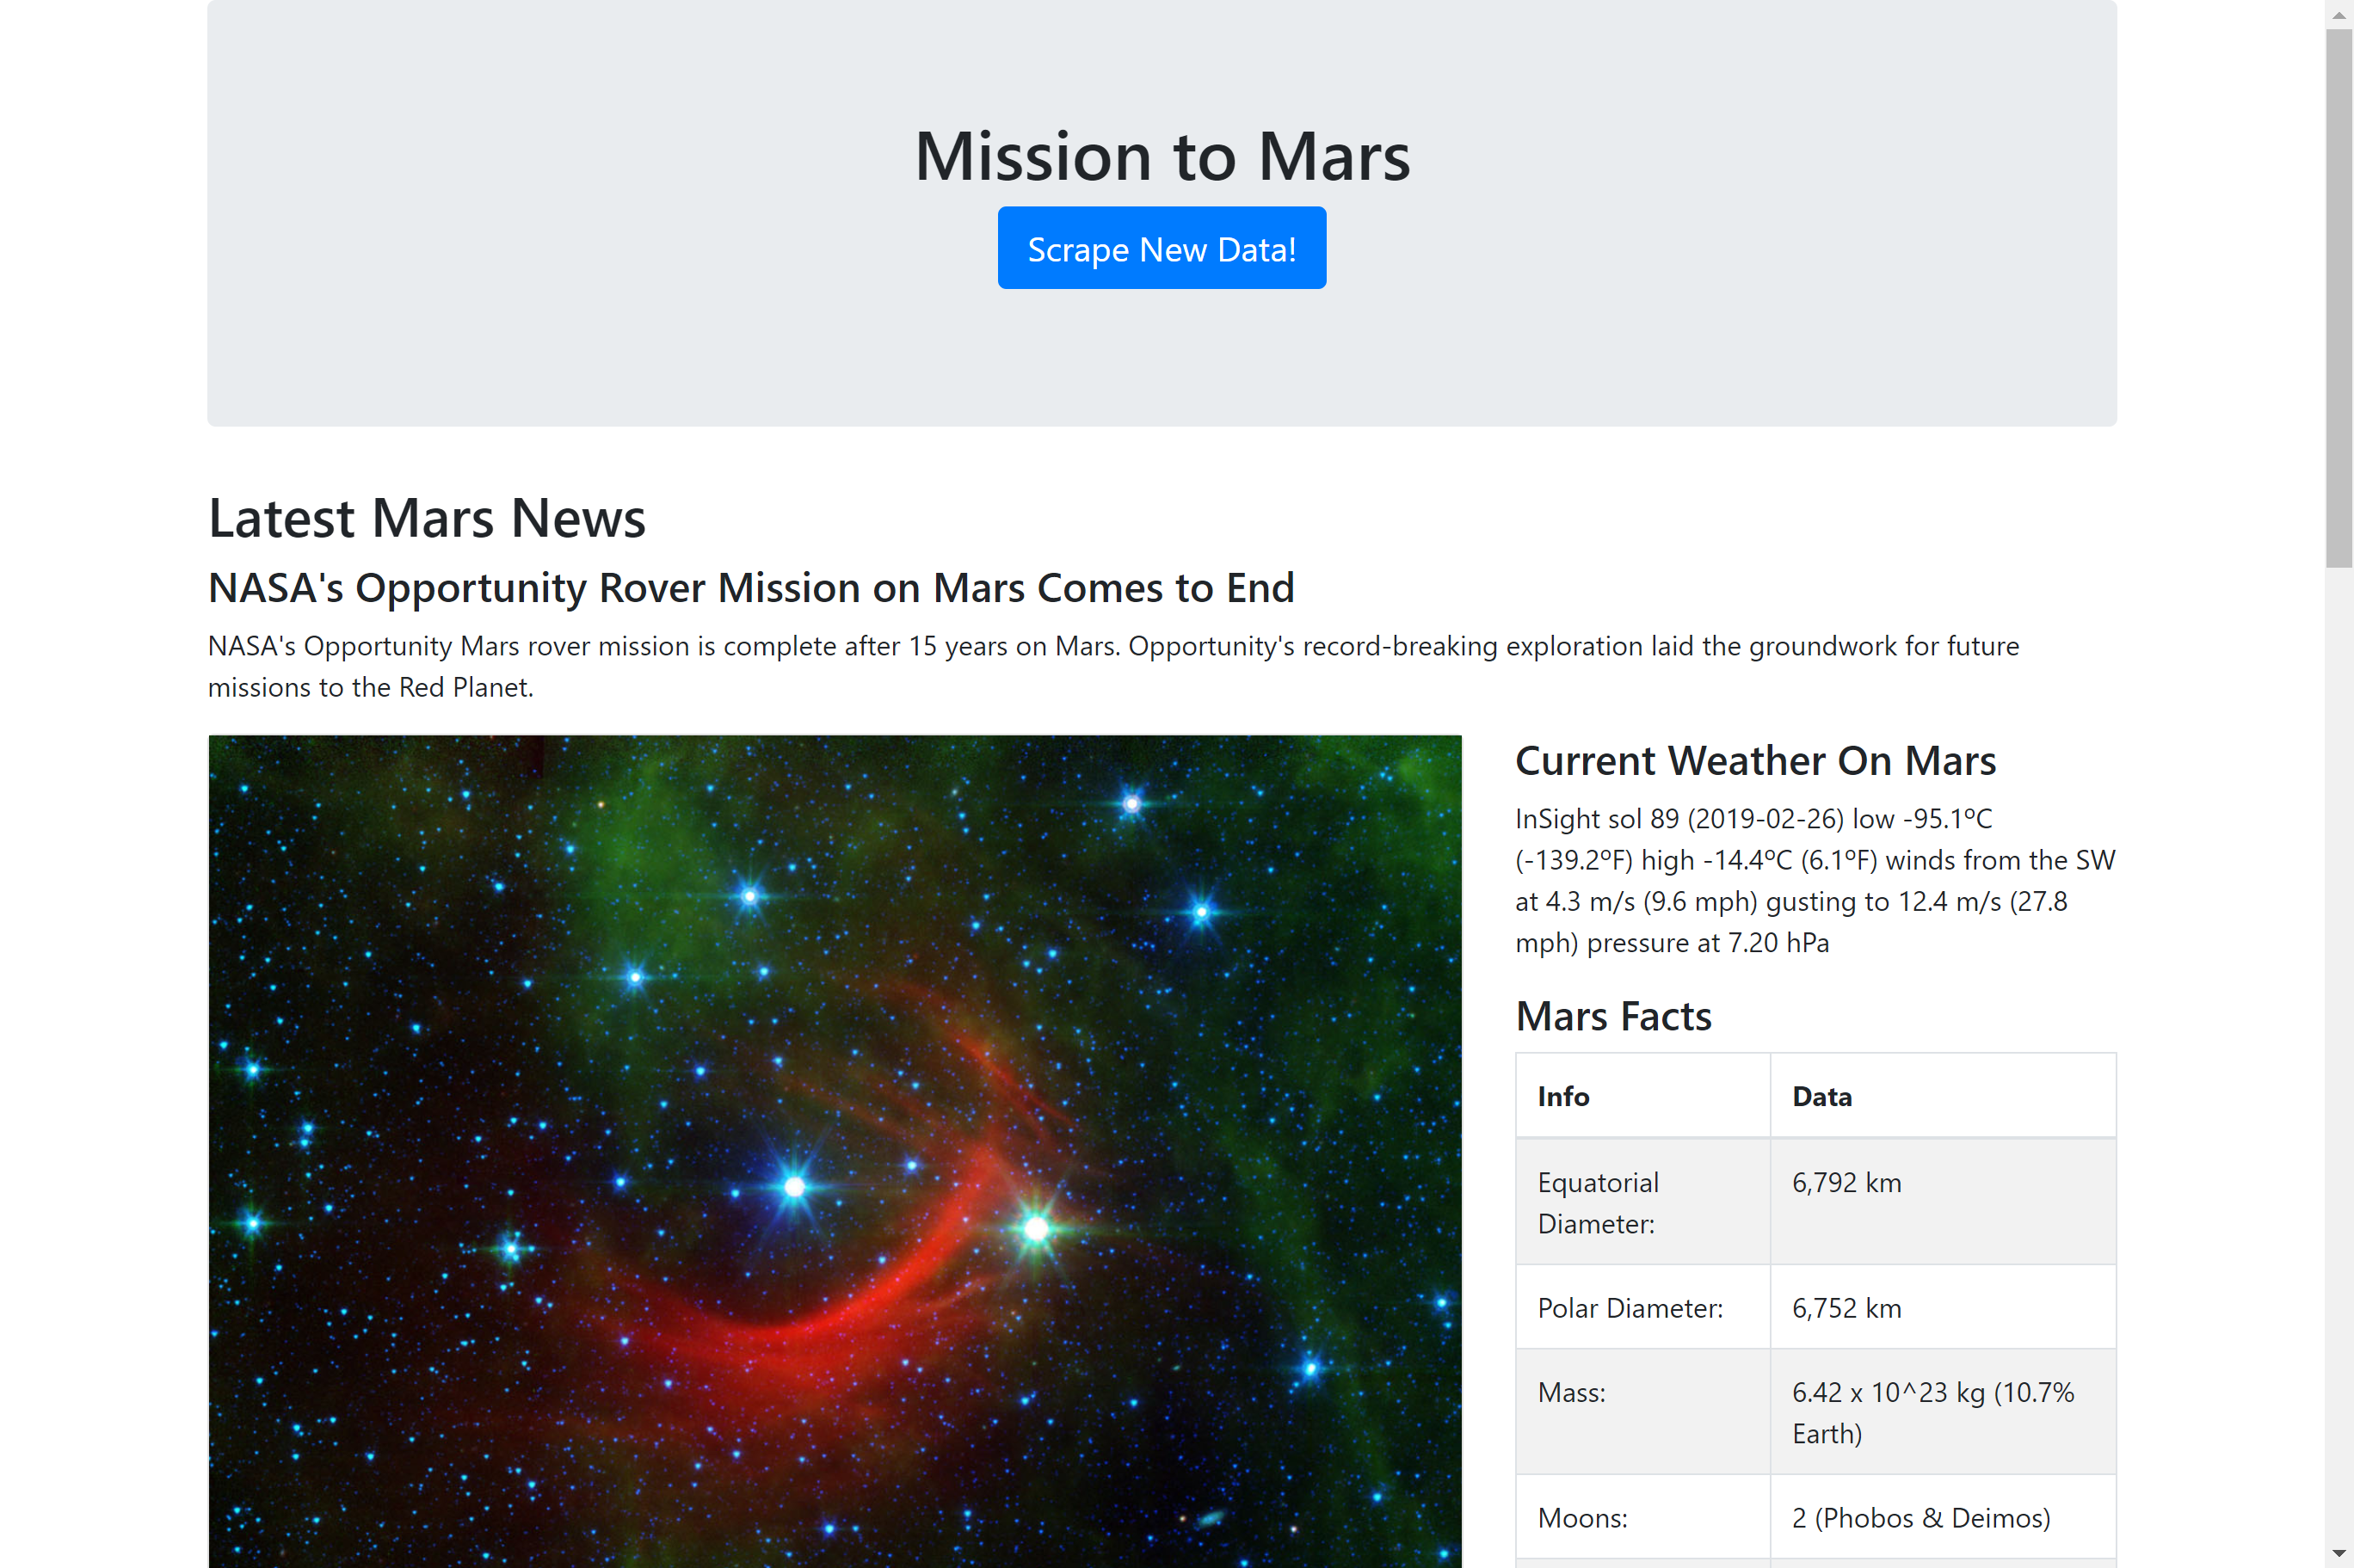 Mission to Mars
Scrape New Data!
Latest Mars News
NASA's Opportunity Rover Mission on Mars Comes to End
NASA's Opportunity Mars rover mission is complete after 15 years on Mars. Opportunity's record-breaking exploration laid the groundwork for future
missions to the Red Planet.
Current Weather On Mars
InSight sol 89 (2019-02-26) low -95.1ºC
(-139.2ºF) high -14.4ºC (6.1ºF) winds from the SW
at 4.3 m/s (9.6 mph) gusting to 12.4 m/s (27.8
mph) pressure at 7.20 hPa
Mars Facts
Info Data
Equatorial 6,792 km
Diameter:
Polar Diameter: 6,752 km
Mass: 6.42 x 10^23 kg (10.7%
Earth)
Moons: 2 (Phobos & Deimos)